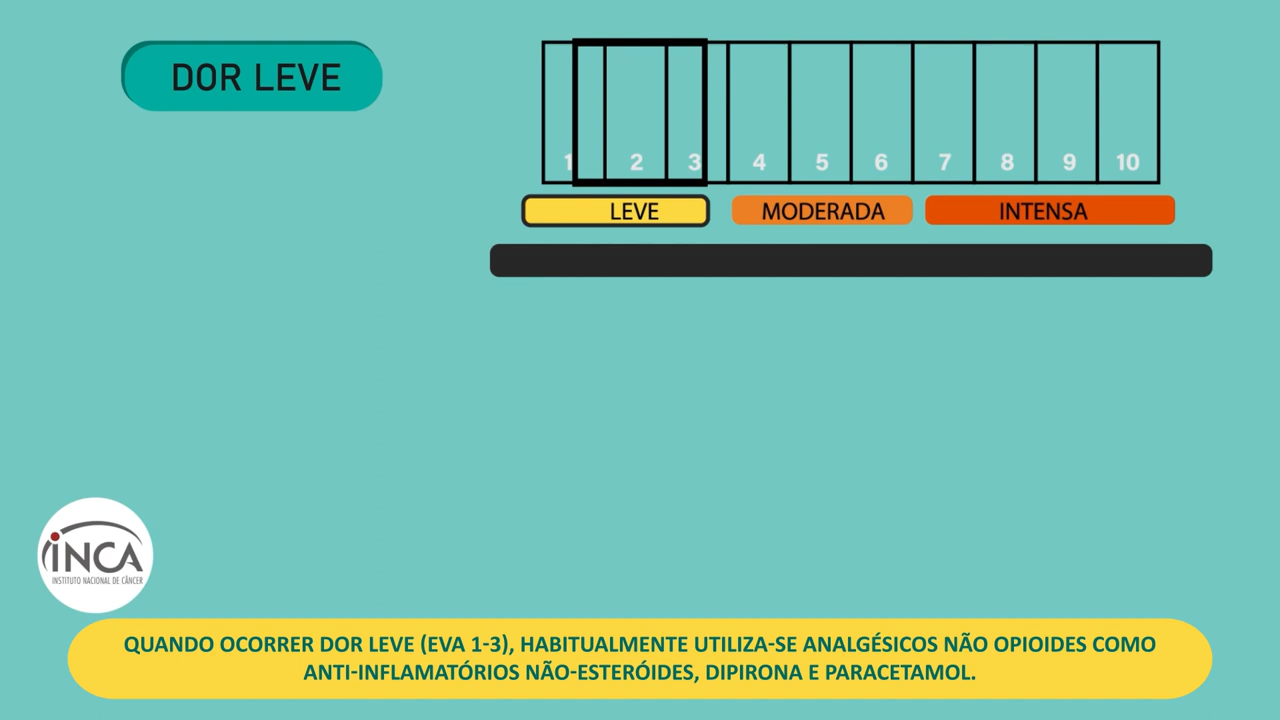 DOR LEVE
1 2 3 4 5 6 7 8 9 10
LEVE MODERADA INTENSA
INCA
INSTITUTO NACIONAL DE CÂNCER
QUANDO OCORRER DOR LEVE (EVA 1-3), HABITUALMENTE UTILIZA-SE ANALGÉSICOS NÃO OPIOIDES COMO
ANTI-INFLAMATÓRIOS NÃO-ESTERÓIDES, DIPIRONA E PARACETAMOL.